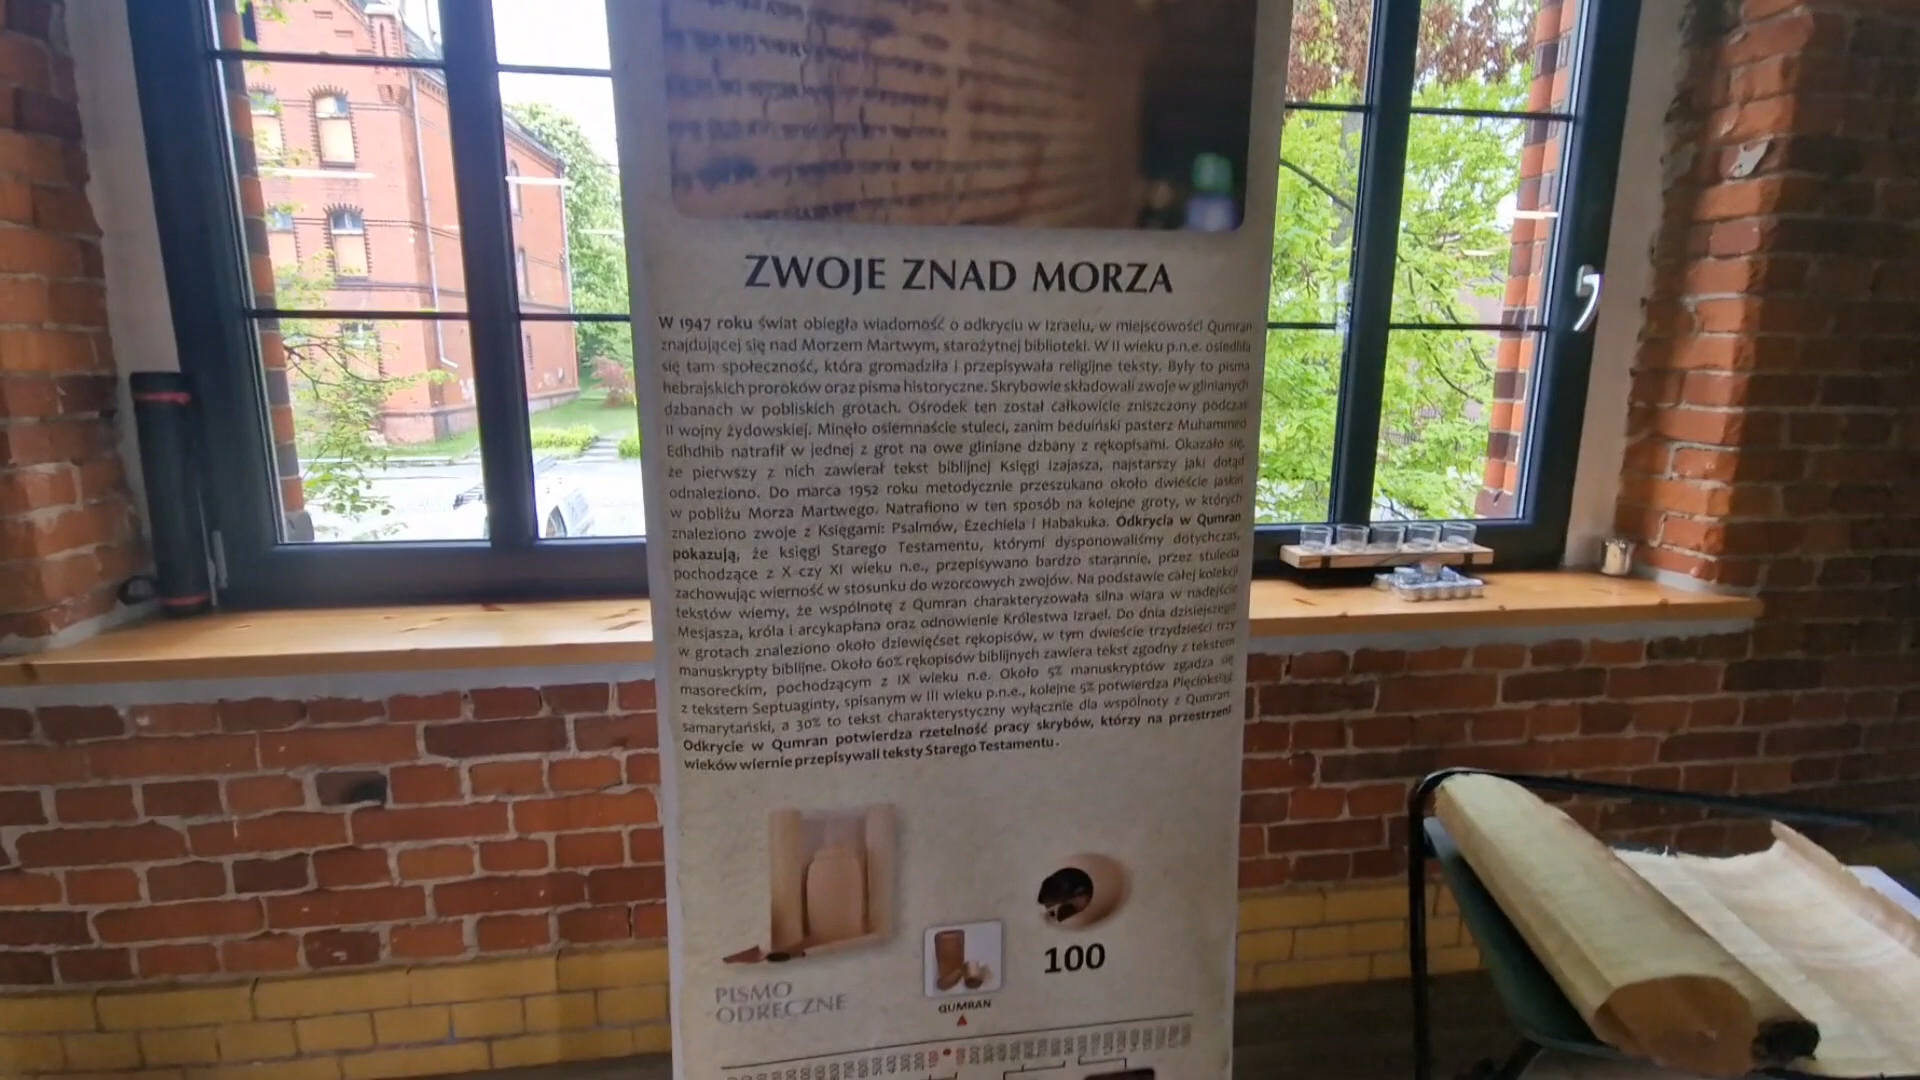 ZWOJE ZNAD MORZA
W 1947 roku świat obiegła wiadomość o odkryciu w Izraelu, w miejscowości Qumran
znajdującej się nad Morzem Martwym, starożytnej biblioteki. W II wieku p.n.e. osiedliła
się tam społeczność, która gromadziła i przepisywała religijne teksty. Były to pisma
hebrajskich proroków oraz pisma historyczne. Skrybowie składowali zwoje w glinianych
dzbanach w pobliskich grotach. Ośrodek ten został całkowicie zniszczony podczas
II wojny żydowskiej. Minęło osiemnaście stuleci, zanim beduiński pasterz Muhammed
Edhdhib natrafił w jednej z grot na owe gliniane dzbany z rękopisami. Okazało się,
że pierwszy z nich zawierał tekst biblijnej Księgi Izajasza, najstarszy jaki dotąd
odnaleziono. Do marca 1952 roku metodycznie przeszukano około dwieście jaskiń
w pobliżu Morza Martwego. Natrafiono w ten sposób na kolejne groty, w których
znaleziono zwoje z Księgami: Psalmów, Ezechiela i Habakuka. Odkrycia w Qumran
pokazują, że księgi Starego Testamentu, którymi dysponowaliśmy dotychczas,
pochodzące z X czy XI wieku n.e., przepisywano bardzo starannie, przez stulecia
zachowując wierność w stosunku do wzorcowych zwojów. Na podstawie całej kolekcji
tekstów wiemy, że wspólnotę z Qumran charakteryzowała silna wiara w nadejście
Mesjasza, króla i arcykapłana oraz odnowienie Królestwa Izrael. Do dnia dzisiejszego
w grotach znaleziono około dziewięćset rękopisów, w tym dwieście trzydzieści trzy
manuskrypty biblijne. Około 60% rękopisów biblijnych zawiera tekst zgodny z tekstem
masoreckim, pochodzącym z IX wieku n.e. Około 5% manuskryptów zgadza się
z tekstem Septuaginty, spisanym w III wieku p.n.e., kolejne 5% potwierdza Pięcioksiąg
samarytański, a 30% to tekst charakterystyczny wyłącznie dla wspólnoty z Qumran.
Odkrycie w Qumran potwierdza rzetelność pracy skrybów, którzy na przestrzeni
wieków wiernie przepisywali teksty Starego Testamentu.
100
PISMO
ODRĘCZNE
QUMRAN